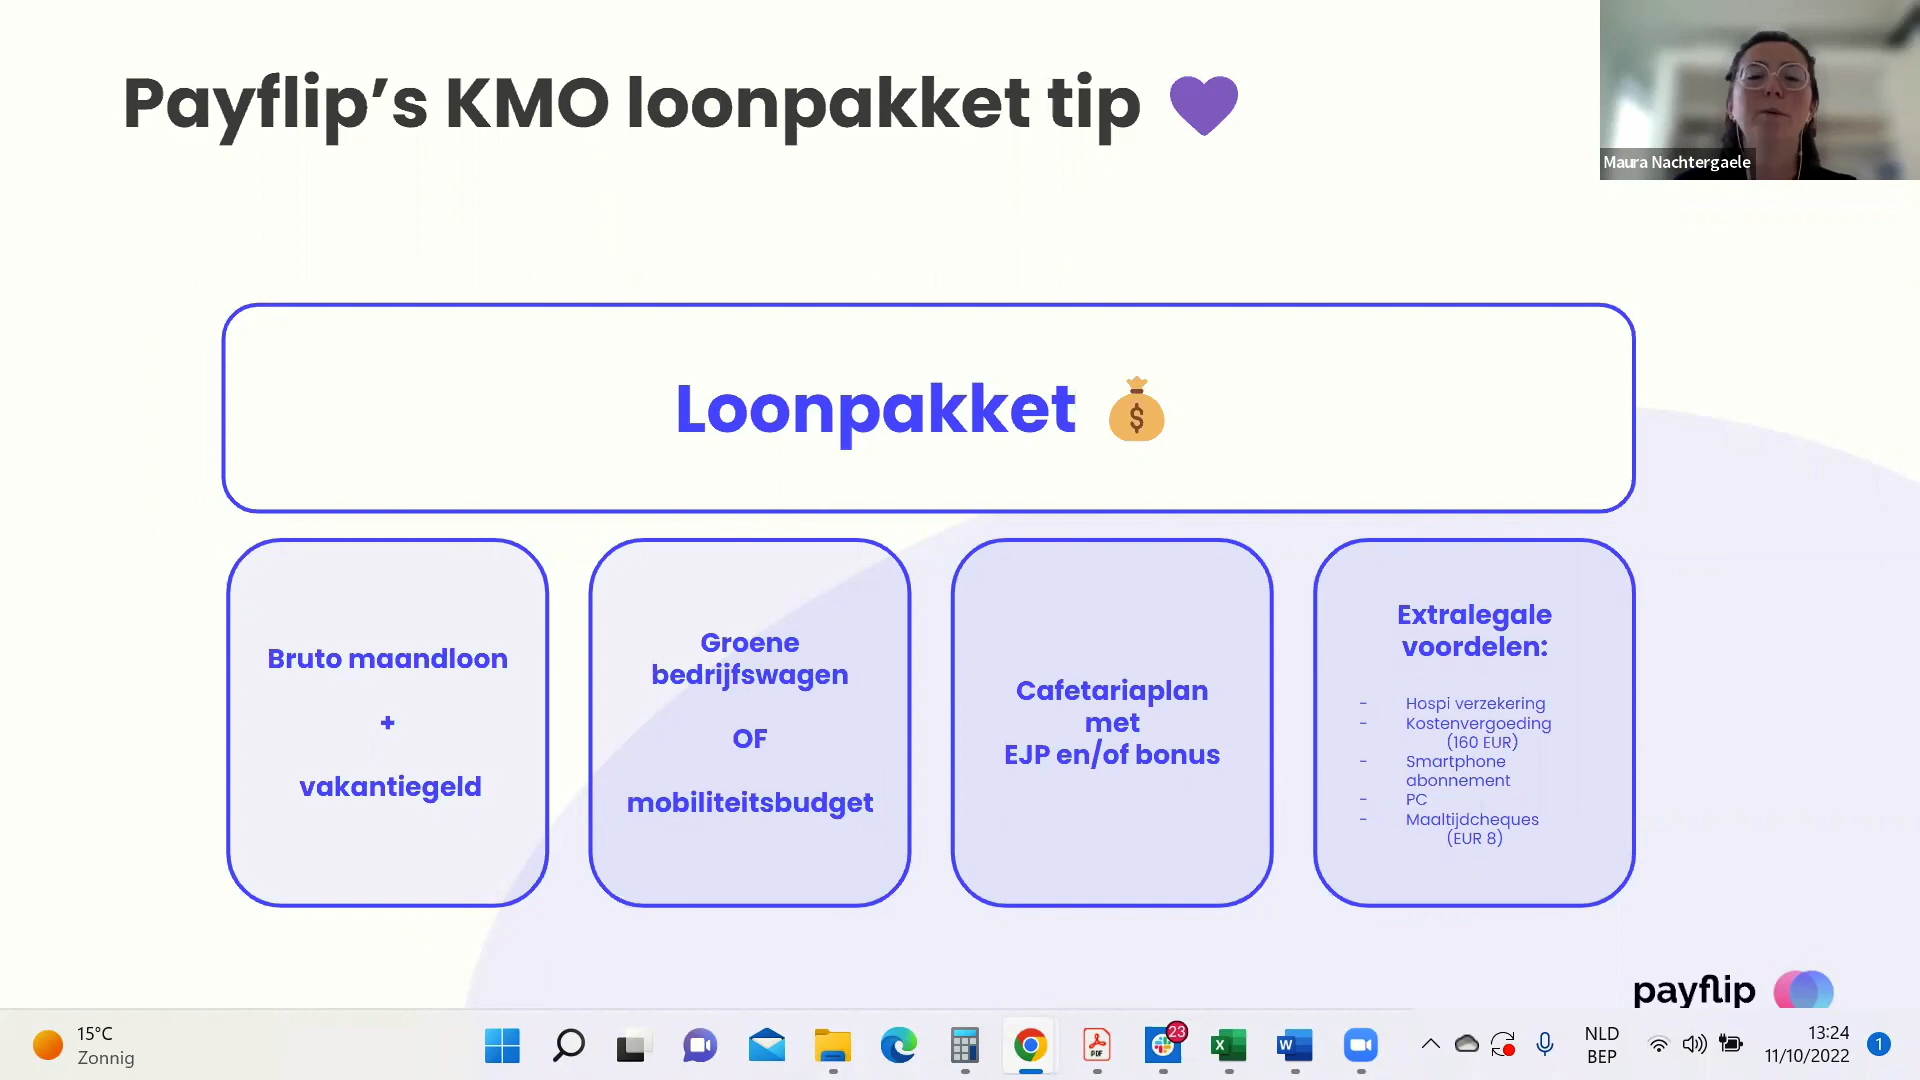 Payflip’s KMO loonpakket tip
Maura Nachtergaele
Loonpakket
$
Bruto maandloon
+
vakantiegeld
Groene
bedrijfswagen
OF
mobiliteitsbudget
Cafetariaplan
met
EJP en/of bonus
Extralegale
voordelen:
- Hospi verzekering
- Kostenvergoeding
(160 EUR)
- Smartphone
abonnement
- PC
- Maaltijdcheques
(EUR 8)
payflip
15°C
Zonnig
PDF
23
X
W
NLD
BEP
13:24
11/10/2022
1